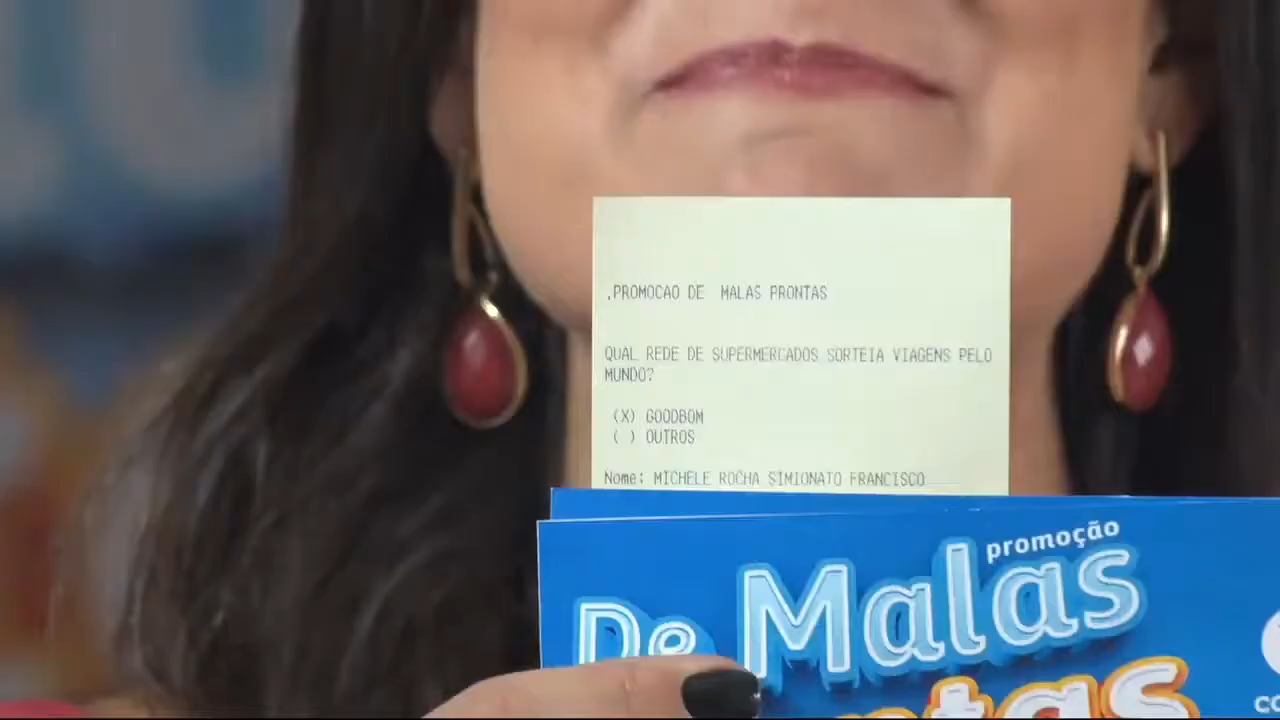 .PROMOCAO DE MALAS PRONTAS
QUAL REDE DE SUPERMERCADOS SORTEIA VIAGENS PELO
MUNDO?
(X) GOODBOM
( ) OUTROS
Nome: MICHELE ROCHA SIMIONATO FRANCISCO
promoção
De Malas